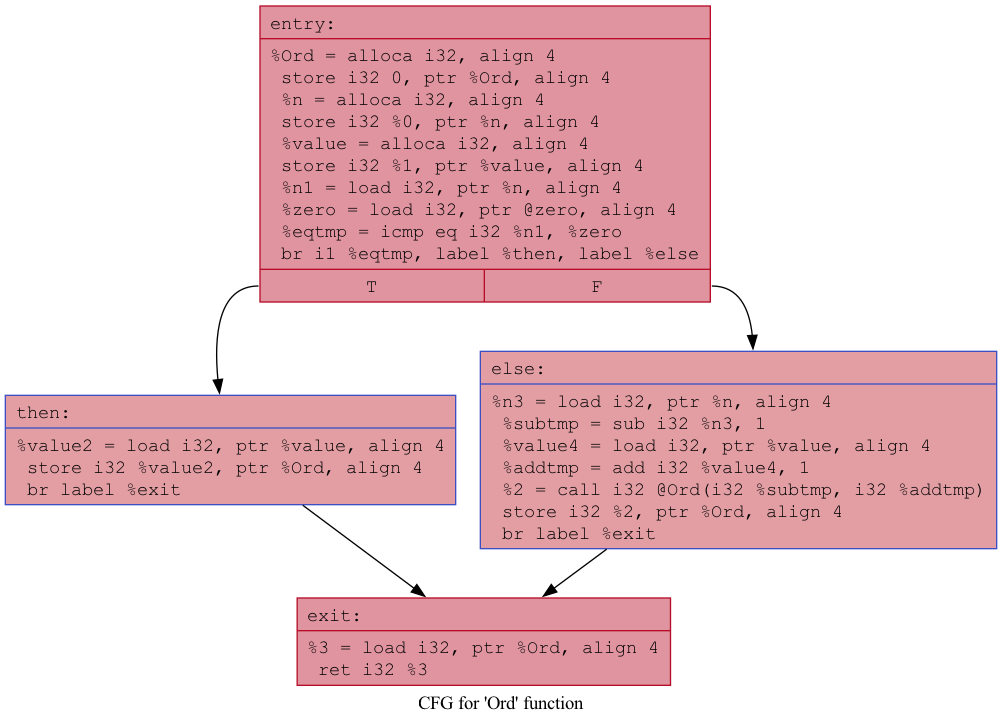 entry:
%Ord = alloca i32, align 4
store i32 0, ptr %Ord, align 4
%n = alloca i32, align 4
store i32 %0, ptr %n, align 4
%value = alloca i32, align 4
store i32 %1, ptr %value, align 4
%n1 = load i32, ptr %n, align 4
%zero = load i32, ptr @zero, align 4
%eqtmp = icmp eq i32 %n1, %zero
br i1 %eqtmp, label %then, label %else
T
F
then:
%value2 = load i32, ptr %value, align 4
store i32 %value2, ptr %Ord, align 4
br label %exit
else:
%n3 = load i32, ptr %n, align 4
%subtmp = sub i32 %n3, 1
%value4 = load i32, ptr %value, align 4
%addtmp = add i32 %value4, 1
%2 = call i32 @Ord(i32 %subtmp, i32 %addtmp)
store i32 %2, ptr %Ord, align 4
br label %exit
exit:
%3 = load i32, ptr %Ord, align 4
ret i32 %3
CFG for 'Ord' function